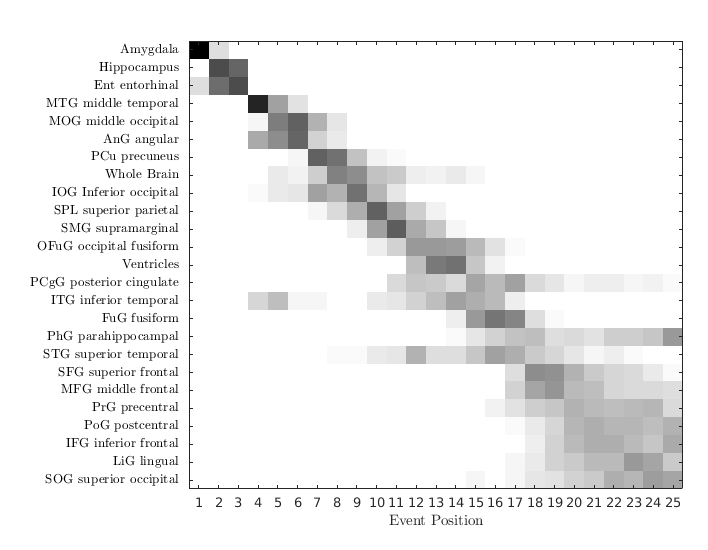 Amygdala
Hippocampus
Ent entorhinal
MTG middle temporal
MOG middle occipital
AnG angular
PCu precuneus
Whole Brain
IOG Inferior occipital
SPL superior parietal
SMG supramarginal
OFuG occipital fusiform
Ventricles
PCgG posterior cingulate
ITG inferior temporal
FuG fusiform
PhG parahippocampal
STG superior temporal
SFG superior frontal
MFG middle frontal
PrG precentral
PoG postcentral
IFG inferior frontal
LiG lingual
SOG superior occipital
1 2 3 4 5 6 7 8 9 10 11 12 13 14 15 16 17 18 19 20 21 22 23 24 25
Event Position